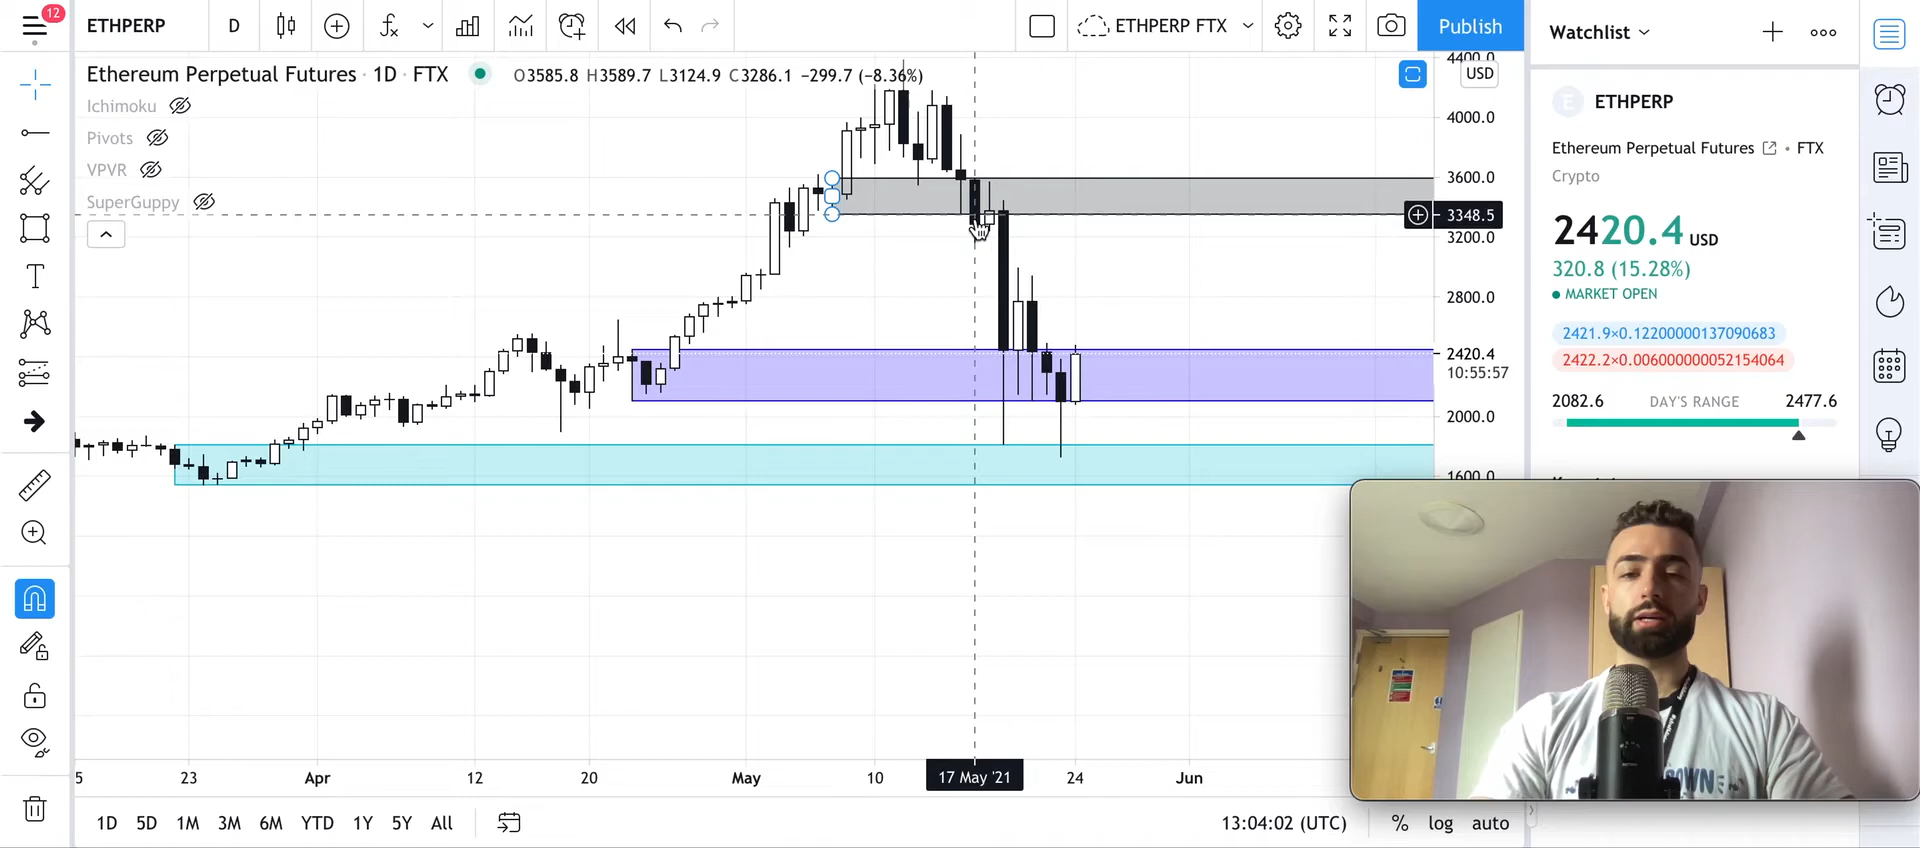 12
ETHPERP
D
ETHPERP FTX
Publish
Ethereum Perpetual Futures · 1D · FTX
O3585.8 H3589.7 L3124.9 C3286.1 −299.7 (−8.36%)
Ichimoku
Pivots
VPVR
SuperGuppy
USD
4400.0
4000.0
3600.0
3348.5
3200.0
2800.0
2420.4
10:55:57
2000.0
1600.0
5
23
Apr
12
20
May
10
17 May '21
24
Jun
1D 5D 1M 3M 6M YTD 1Y 5Y All
13:04:02 (UTC)
% log auto
Watchlist
E
ETHPERP
Ethereum Perpetual Futures • FTX
Crypto
2420.4 USD
320.8 (15.28%)
MARKET OPEN
2421.9×0.12200000137090683
2422.2×0.006000000052154064
2082.6 DAY'S RANGE 2477.6